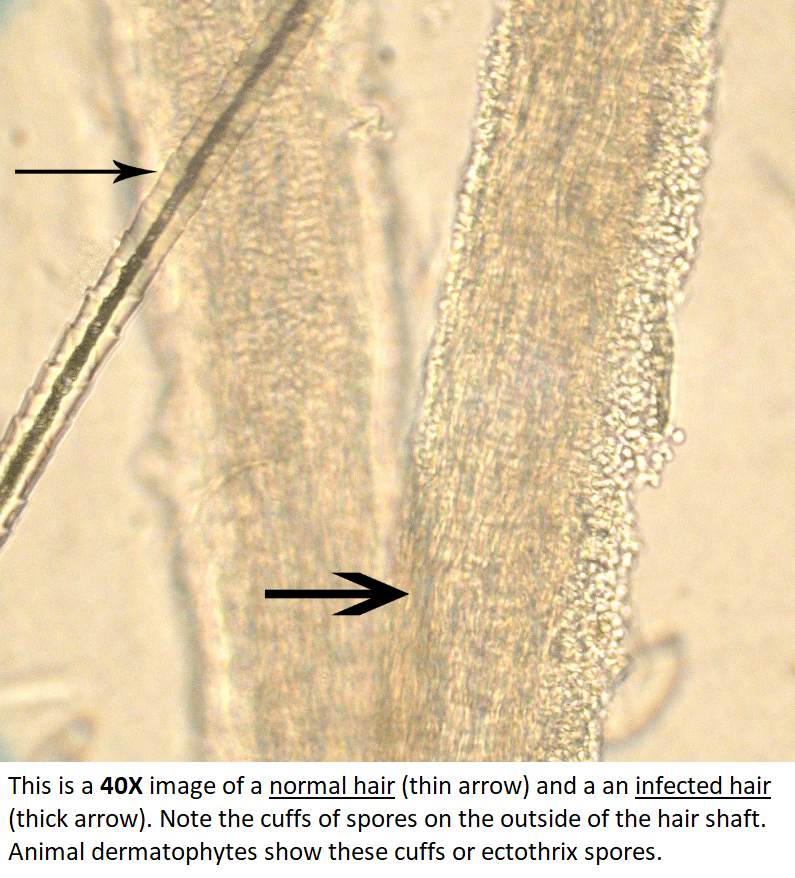 This is a 40X image of a normal hair (thin arrow) and a an infected hair
(thick arrow). Note the cuffs of spores on the outside of the hair shaft.
Animal dermatophytes show these cuffs or ectothrix spores.